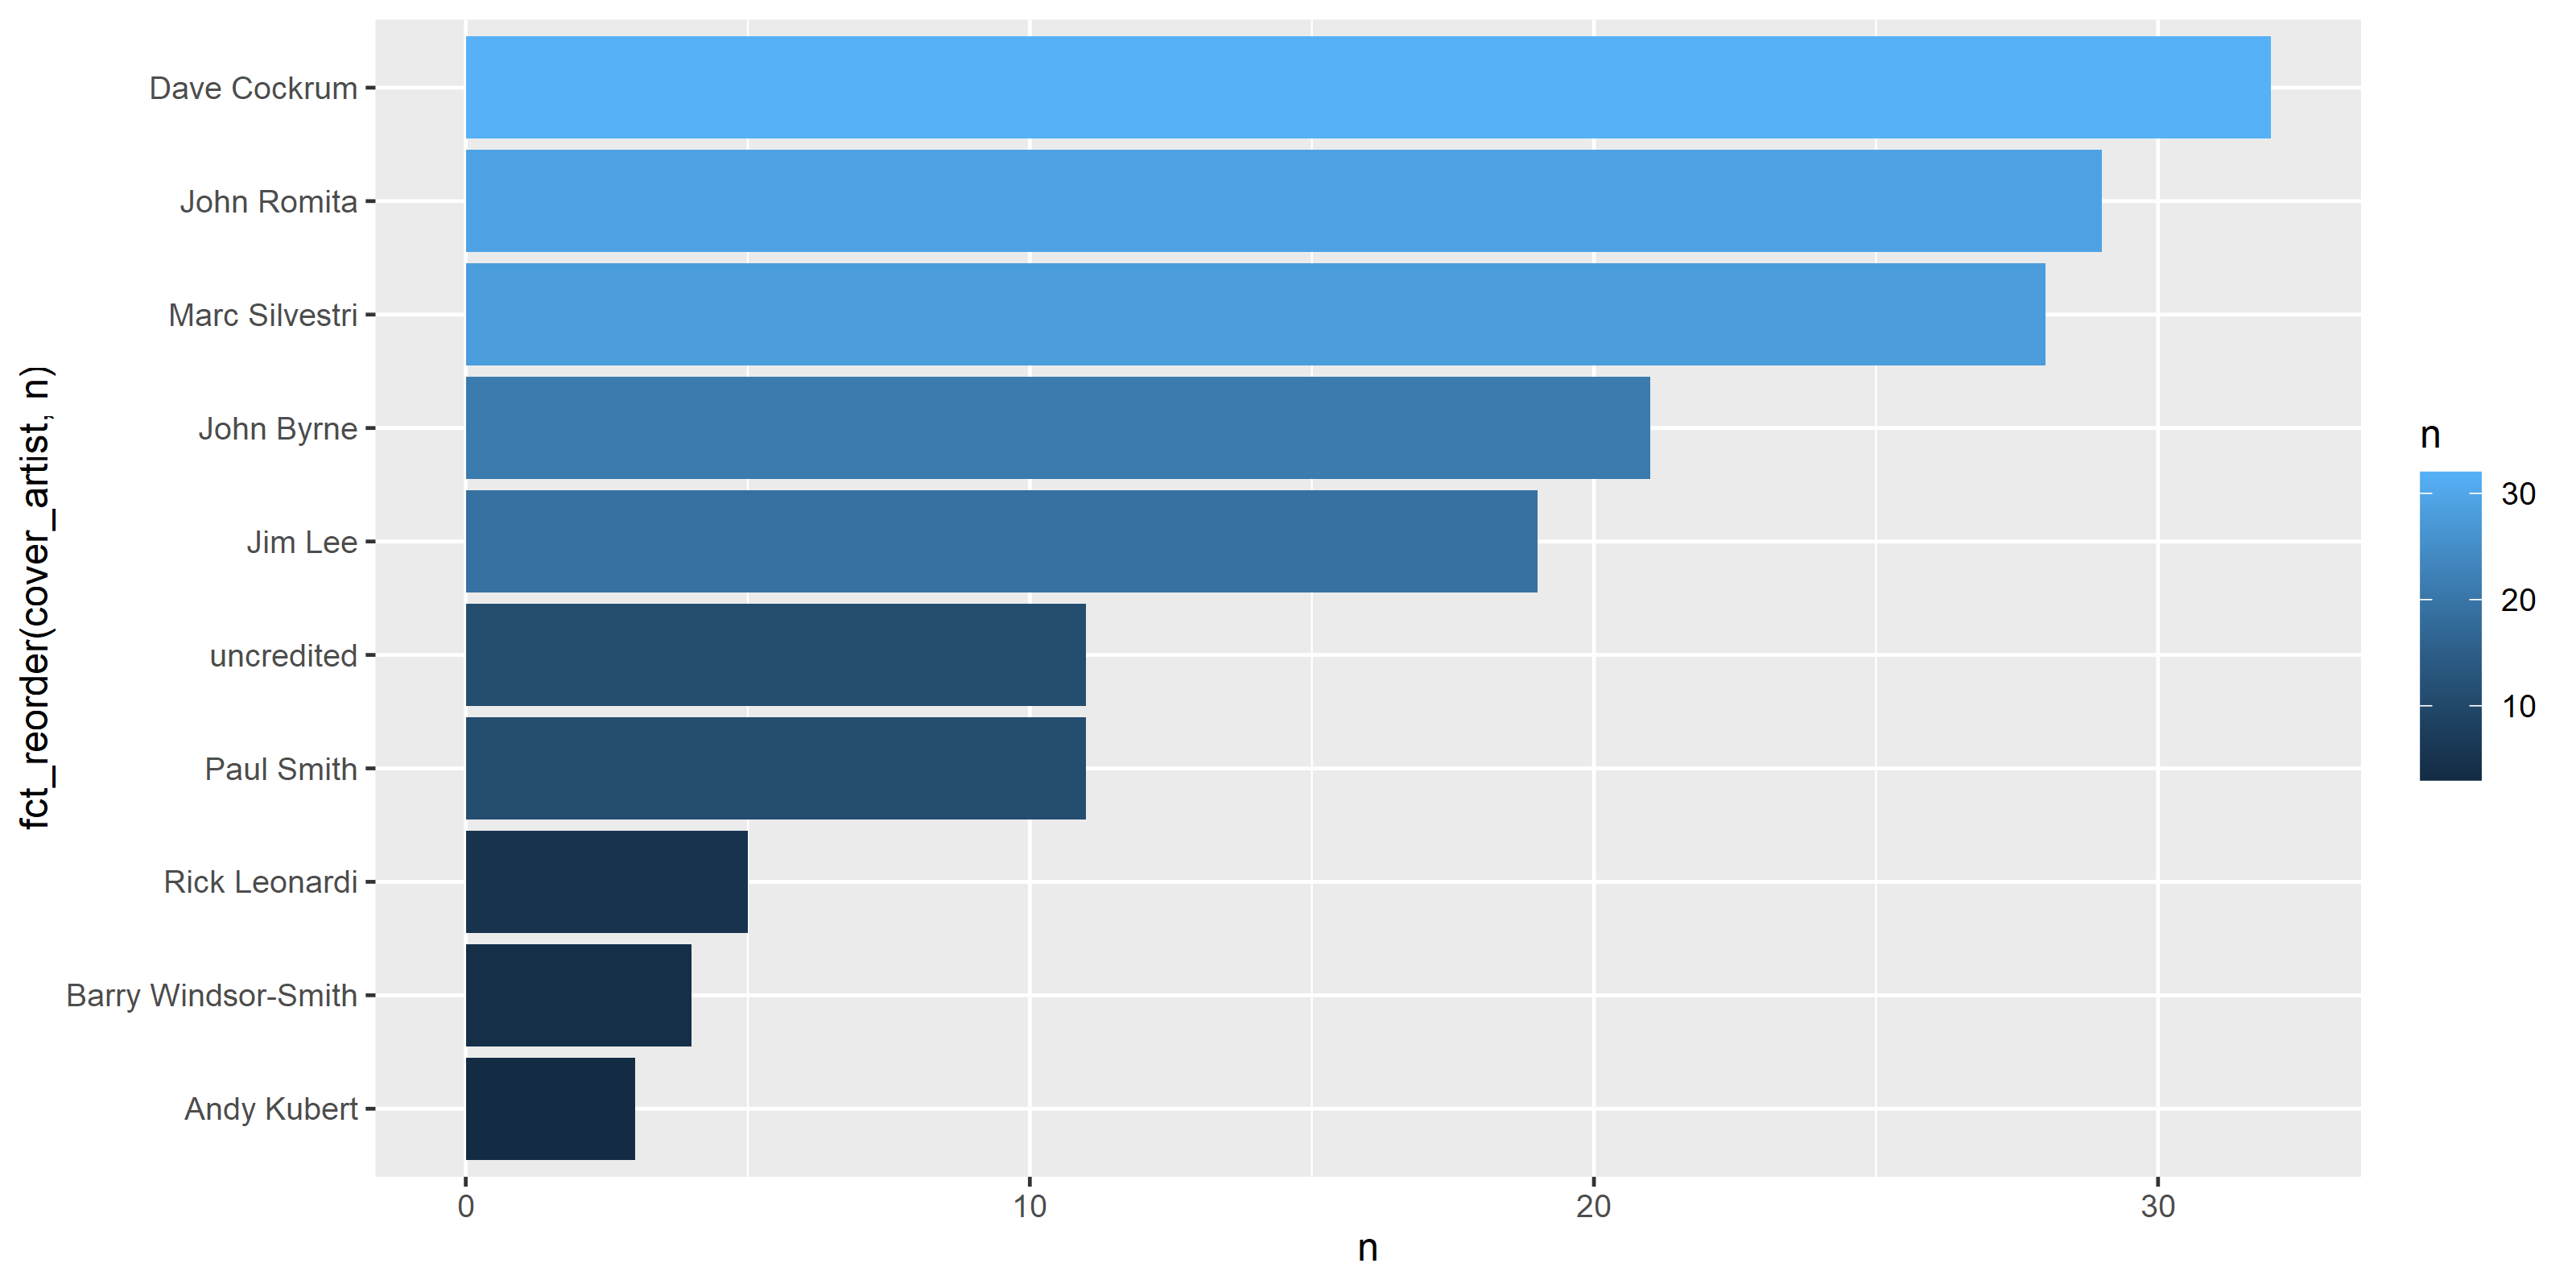 fct_reorder(cover_artist, n)
Dave Cockrum
John Romita
Marc Silvestri
John Byrne
Jim Lee
uncredited
Paul Smith
Rick Leonardi
Barry Windsor-Smith
Andy Kubert
0 10 20 30
n
n
30
20
10